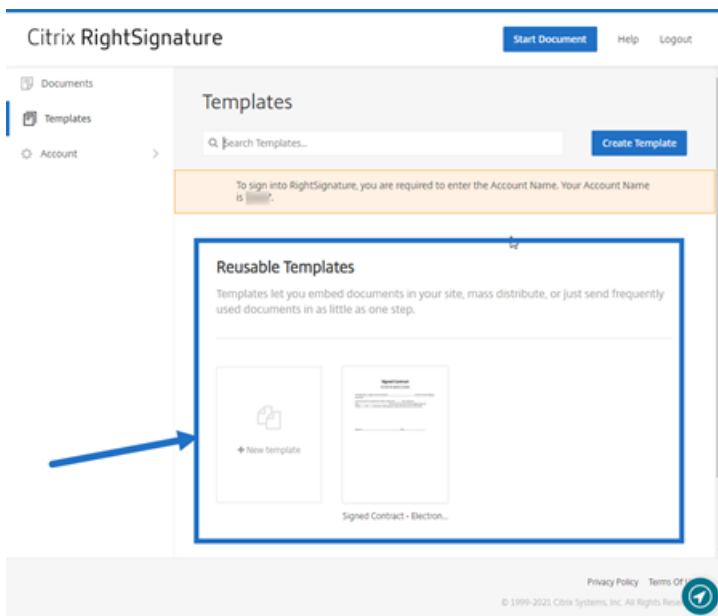 Citrix RightSignature
Start Document
Help
Logout
Documents
Templates
Account
Templates
Search Templates...
Create Template
To sign into RightSignature, you are required to enter the Account Name. Your Account Name
is
Reusable Templates
Templates let you embed documents in your site, mass distribute, or just send frequently
used documents in as little as one step.
+ New template
Signed Contract
Signed Contract - Electron...
Privacy Policy
Terms Of
© 1999-2021 Citrix Systems, Inc. All Rights